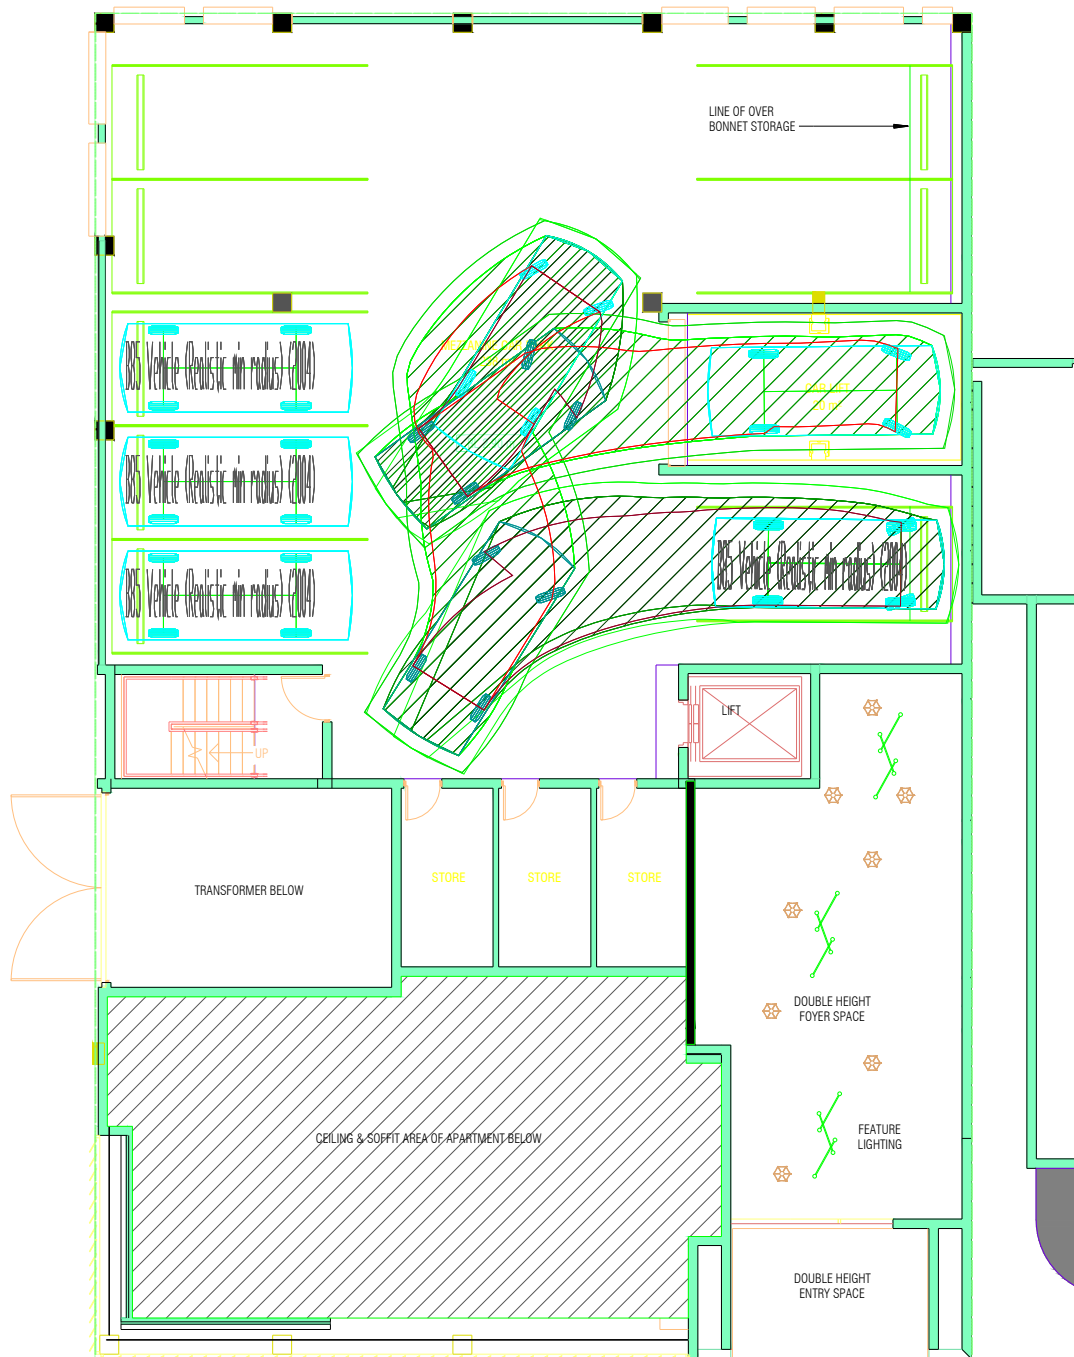 LINE OF OVER
BONNET STORAGE
B85 Vehicle (Realistic min radius) (2004)
CAR LIFT
B85 Vehicle (Realistic min radius) (2004)
B85 Vehicle (Realistic min radius) (2004)
B85 Vehicle (Realistic min radius) (2004)
LIFT
UP
STORE
STORE
STORE
TRANSFORMER BELOW
DOUBLE HEIGHT
FOYER SPACE
FEATURE
LIGHTING
CEILING & SOFFIT AREA OF APARTMENT BELOW
DOUBLE HEIGHT
ENTRY SPACE